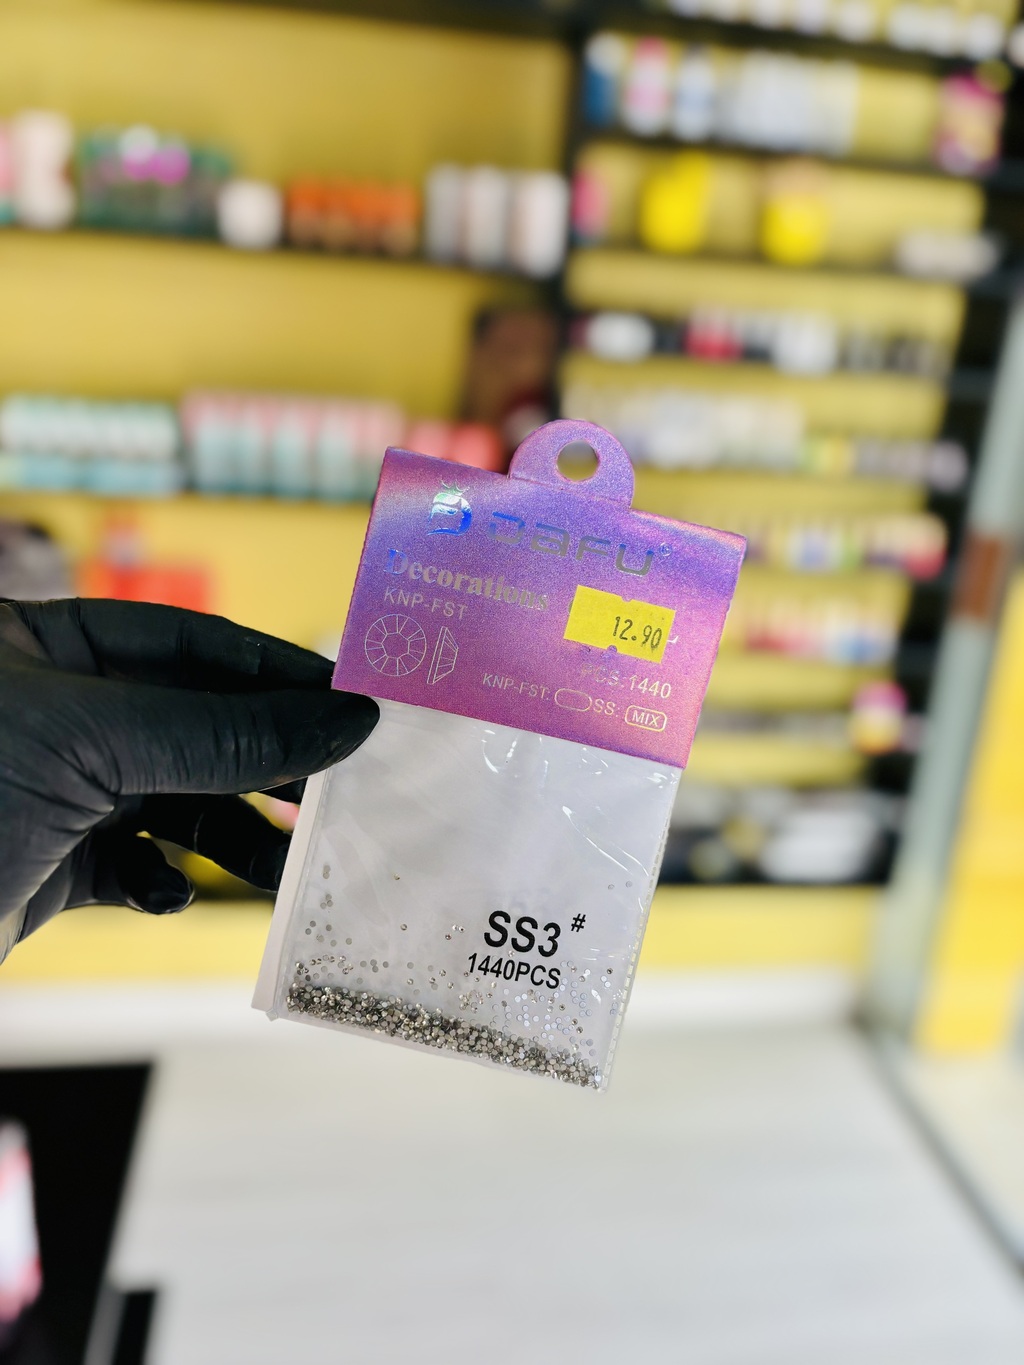 DAFU
Decorations
KNP-FST
12.90
PCS:1440
KNP-FST: SS: MIX
SS3#
1440PCS